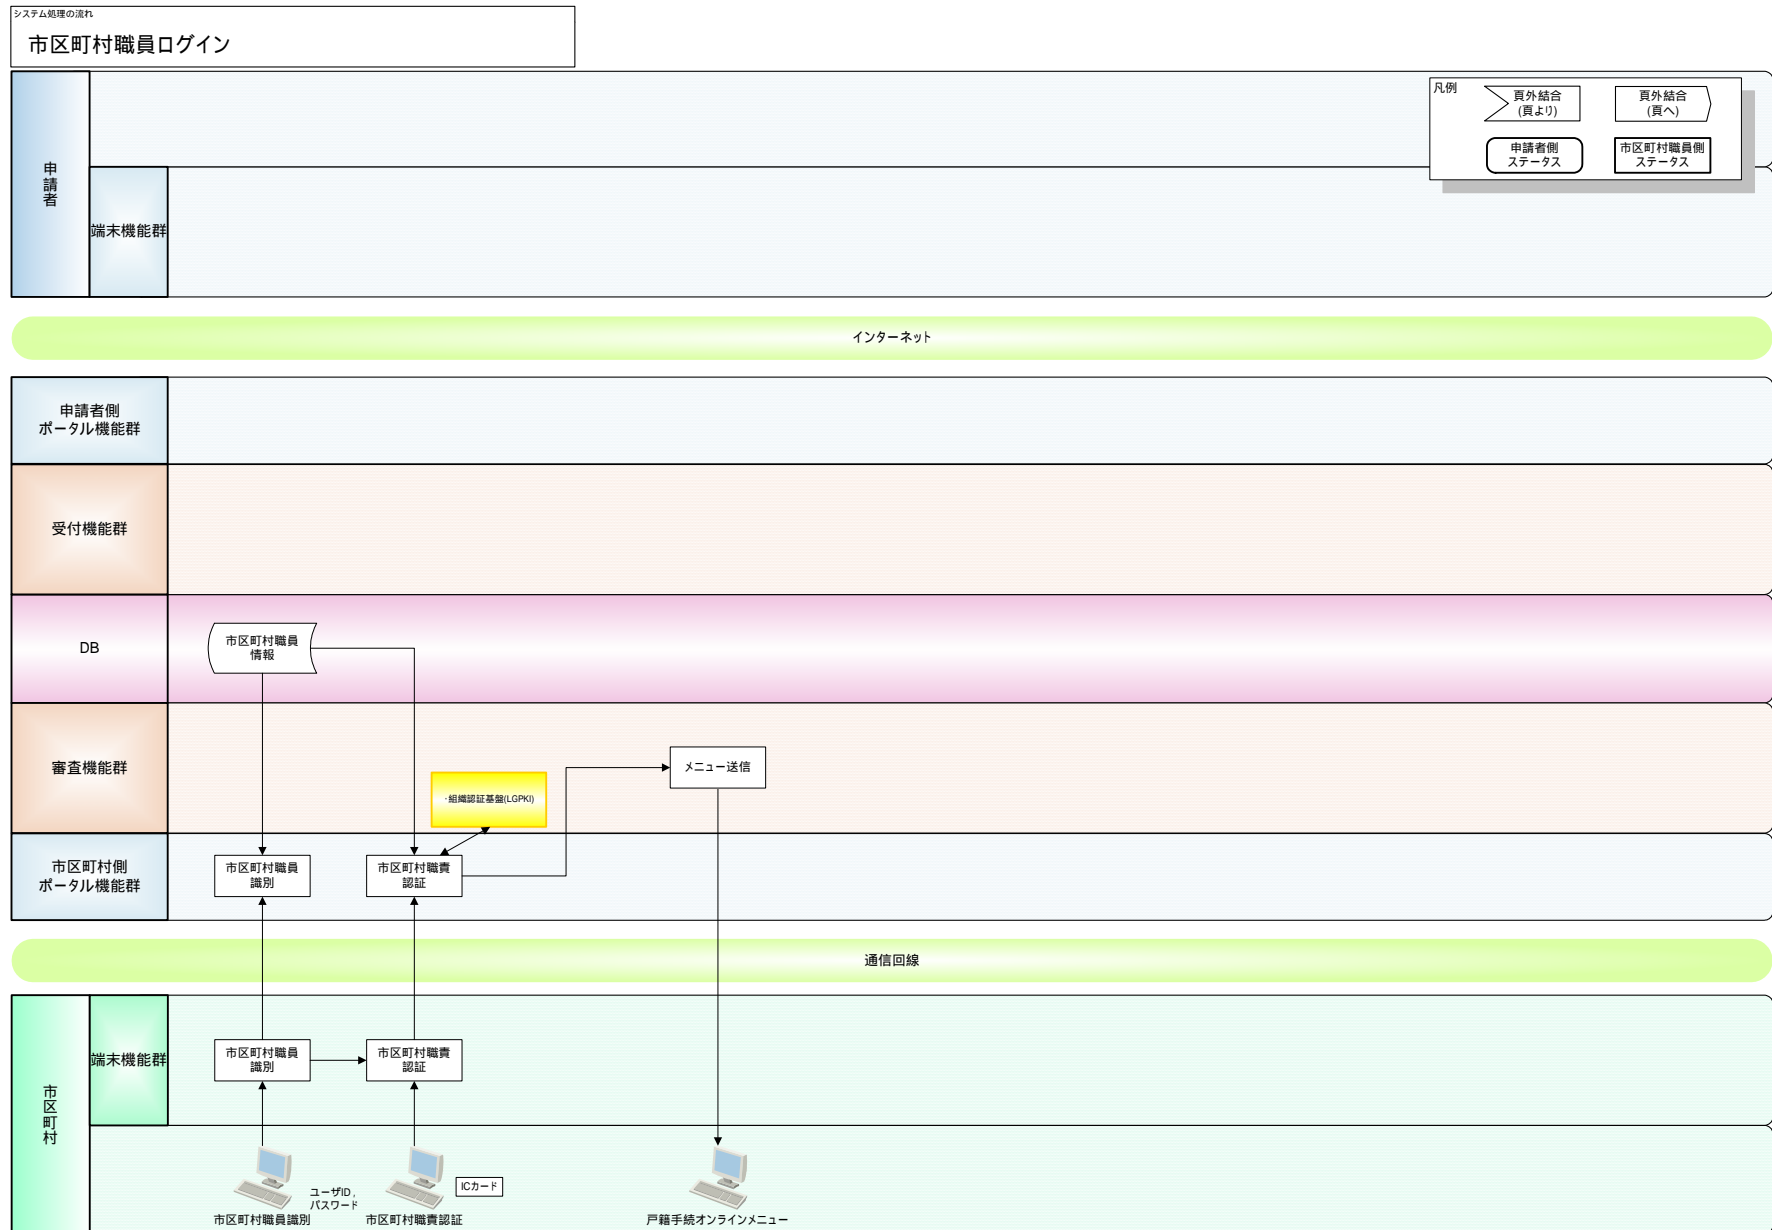 システム処理の流れ
市区町村職員ログイン
凡例
頁外結合
(頁より)
頁外結合
(頁へ)
申請者側
ステータス
市区町村職員側
ステータス
申請者
端末機能群
インターネット
申請者側
ポータル機能群
受付機能群
DB
市区町村職員
情報
審査機能群
メニュー送信
・組織認証基盤(LGPKI)
市区町村側
ポータル機能群
市区町村職員
識別
市区町村職責
認証
通信回線
市区町村
端末機能群
市区町村職員
識別
市区町村職責
認証
ユーザID,
パスワード
ICカード
市区町村職員識別
市区町村職責認証
戸籍手続オンラインメニュー